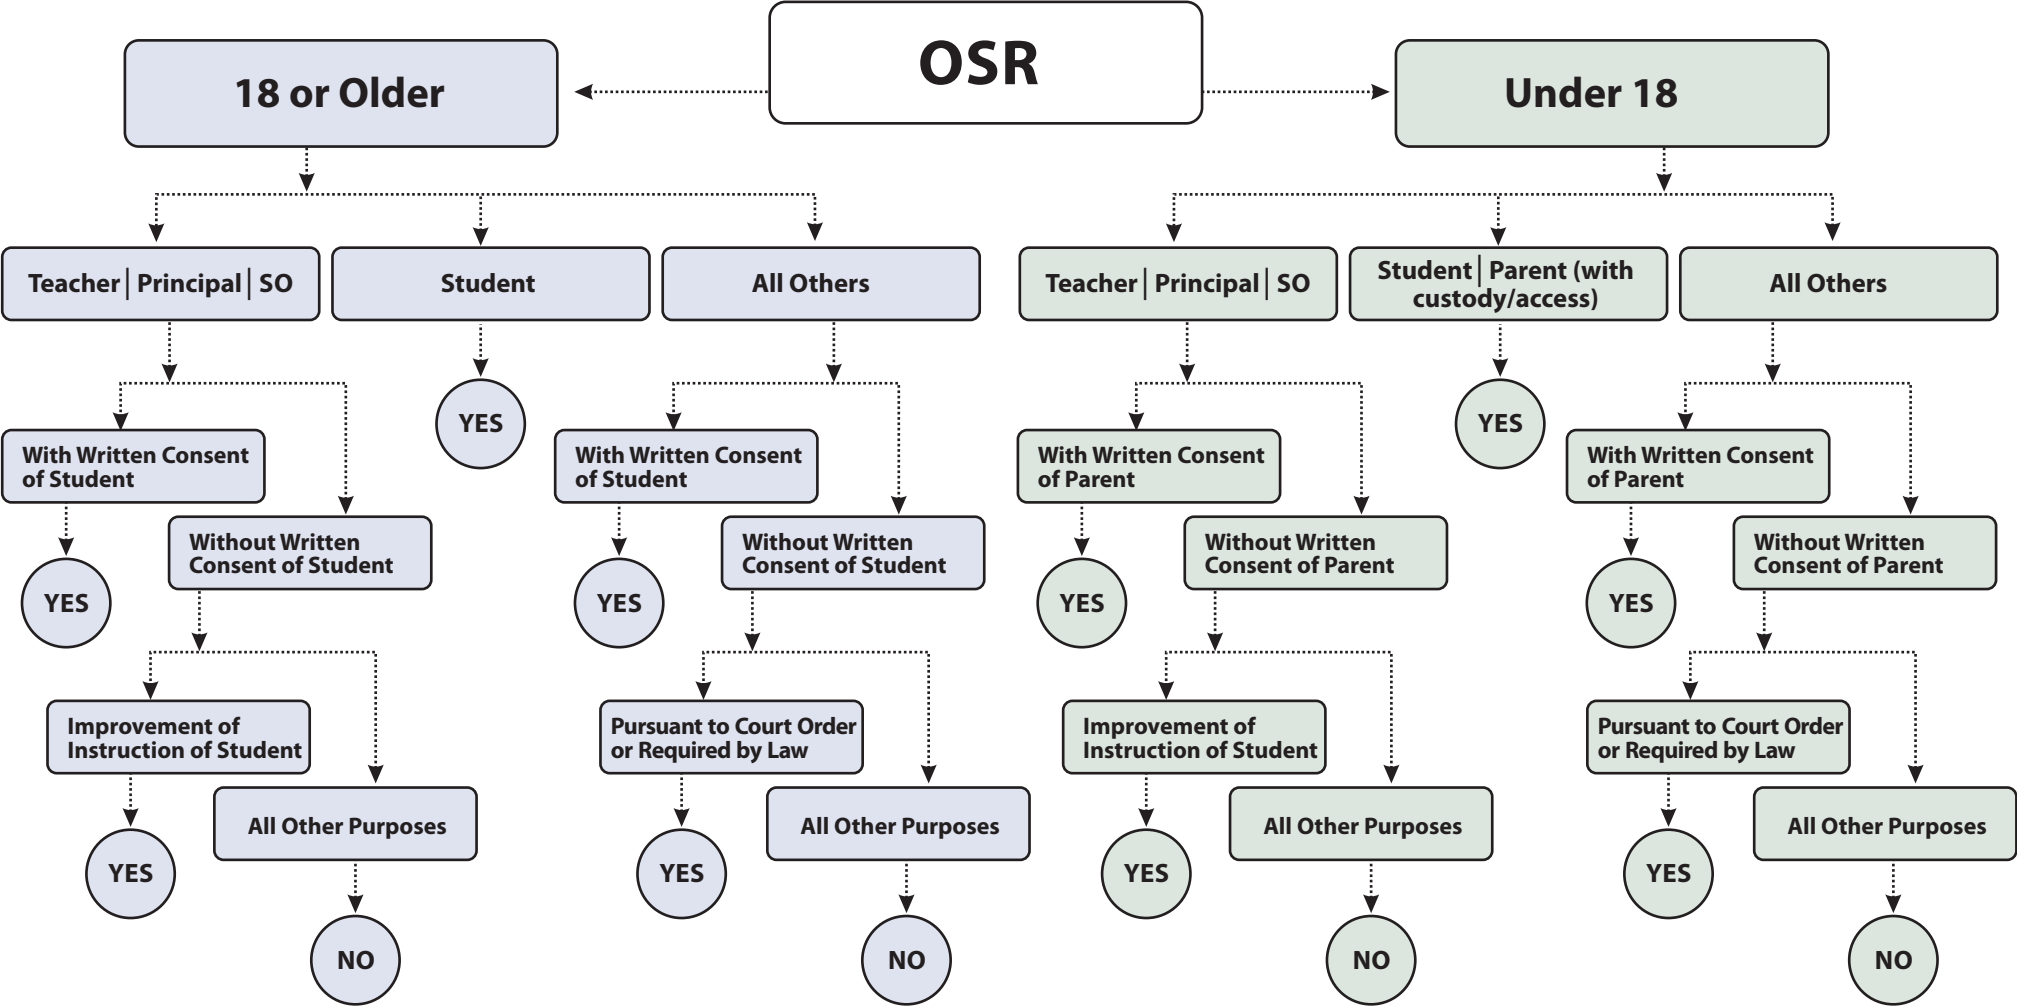 OSR
18 or Older
Under 18
Teacher | Principal | SO
Student
All Others
Teacher | Principal | SO
Student | Parent (with
custody/access)
All Others
YES
YES
With Written Consent
of Student
With Written Consent
of Student
With Written Consent
of Parent
With Written Consent
of Parent
Without Written
Consent of Student
Without Written
Consent of Student
Without Written
Consent of Parent
Without Written
Consent of Parent
YES
YES
YES
YES
Improvement of
Instruction of Student
Pursuant to Court Order
or Required by Law
Improvement of
Instruction of Student
Pursuant to Court Order
or Required by Law
All Other Purposes
All Other Purposes
All Other Purposes
All Other Purposes
YES
YES
YES
YES
NO
NO
NO
NO